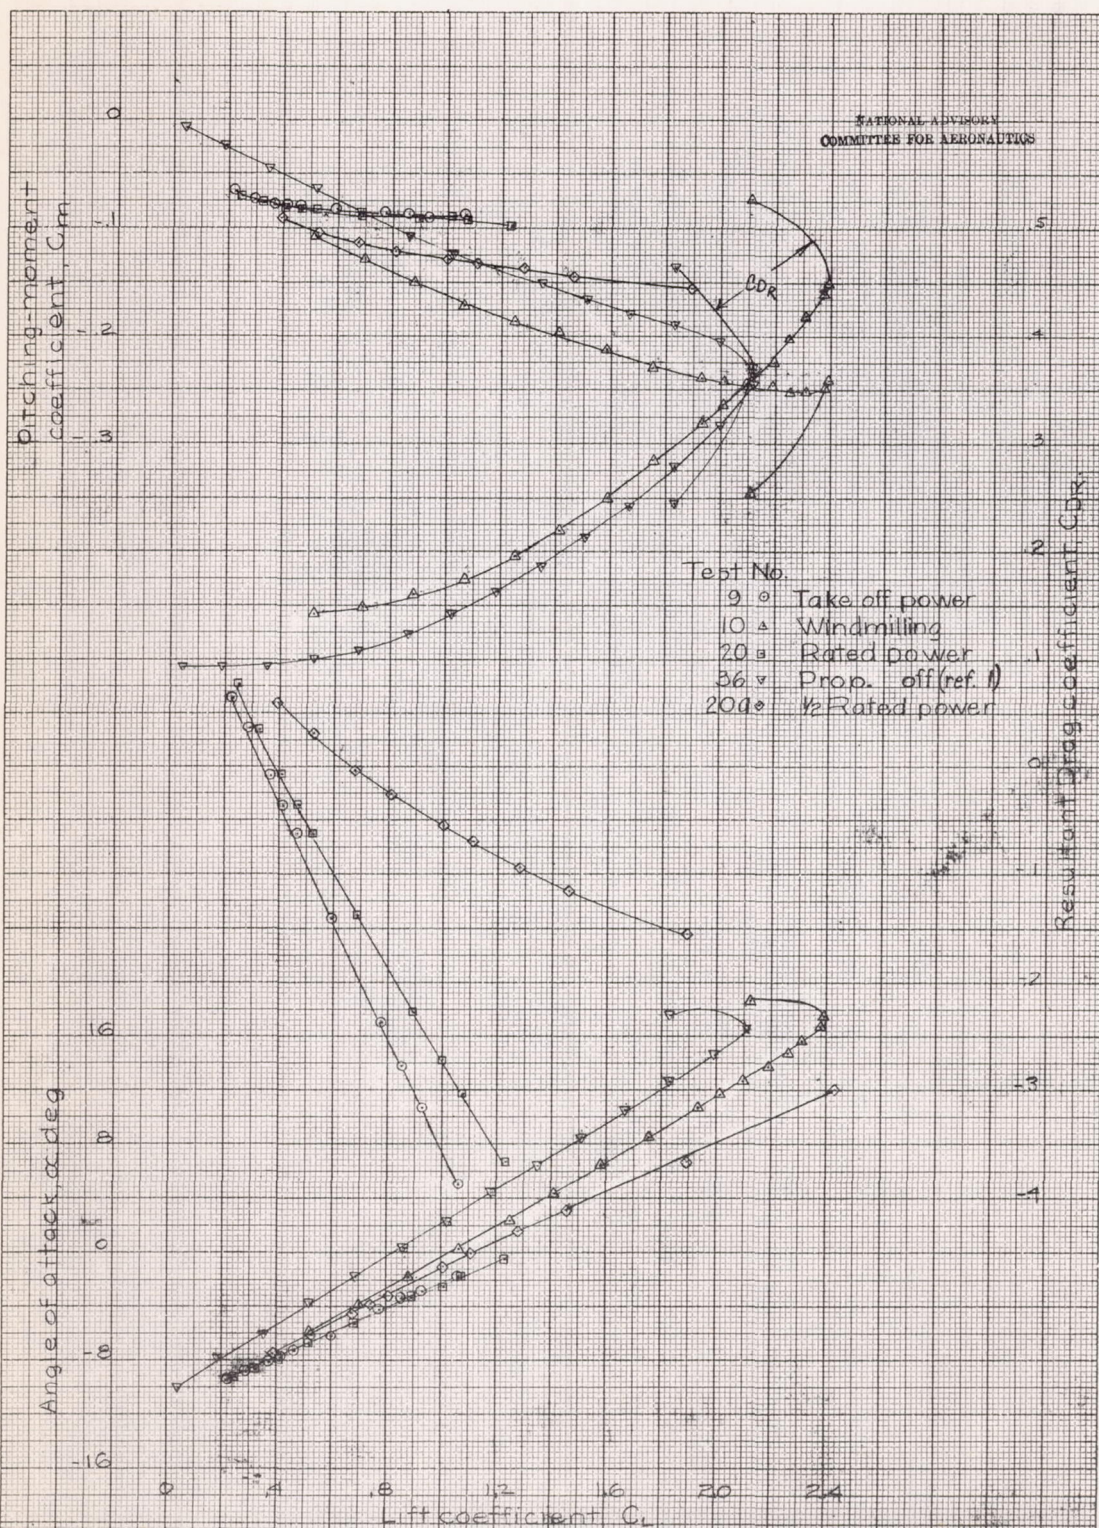 NATIONAL ADVISORY
COMMITTEE FOR AERONAUTICS
Pitching-moment
coefficient, Cm
0
-.1
-.2
-.3
.5
.4
.3
.2
.1
0
-.1
-.2
-.3
-.4
Resultant Drag coefficient, CDR.
CDR
Test No.
9 Take off power
10 Windmilling
20 Rated power
36 Prop. off (ref. 1)
20a 1/2 Rated power
Angle of attack, α, deg
16
8
0
-8
-16
0 .4 .8 1.2 1.6 2.0 2.4
Lift coefficient, CL